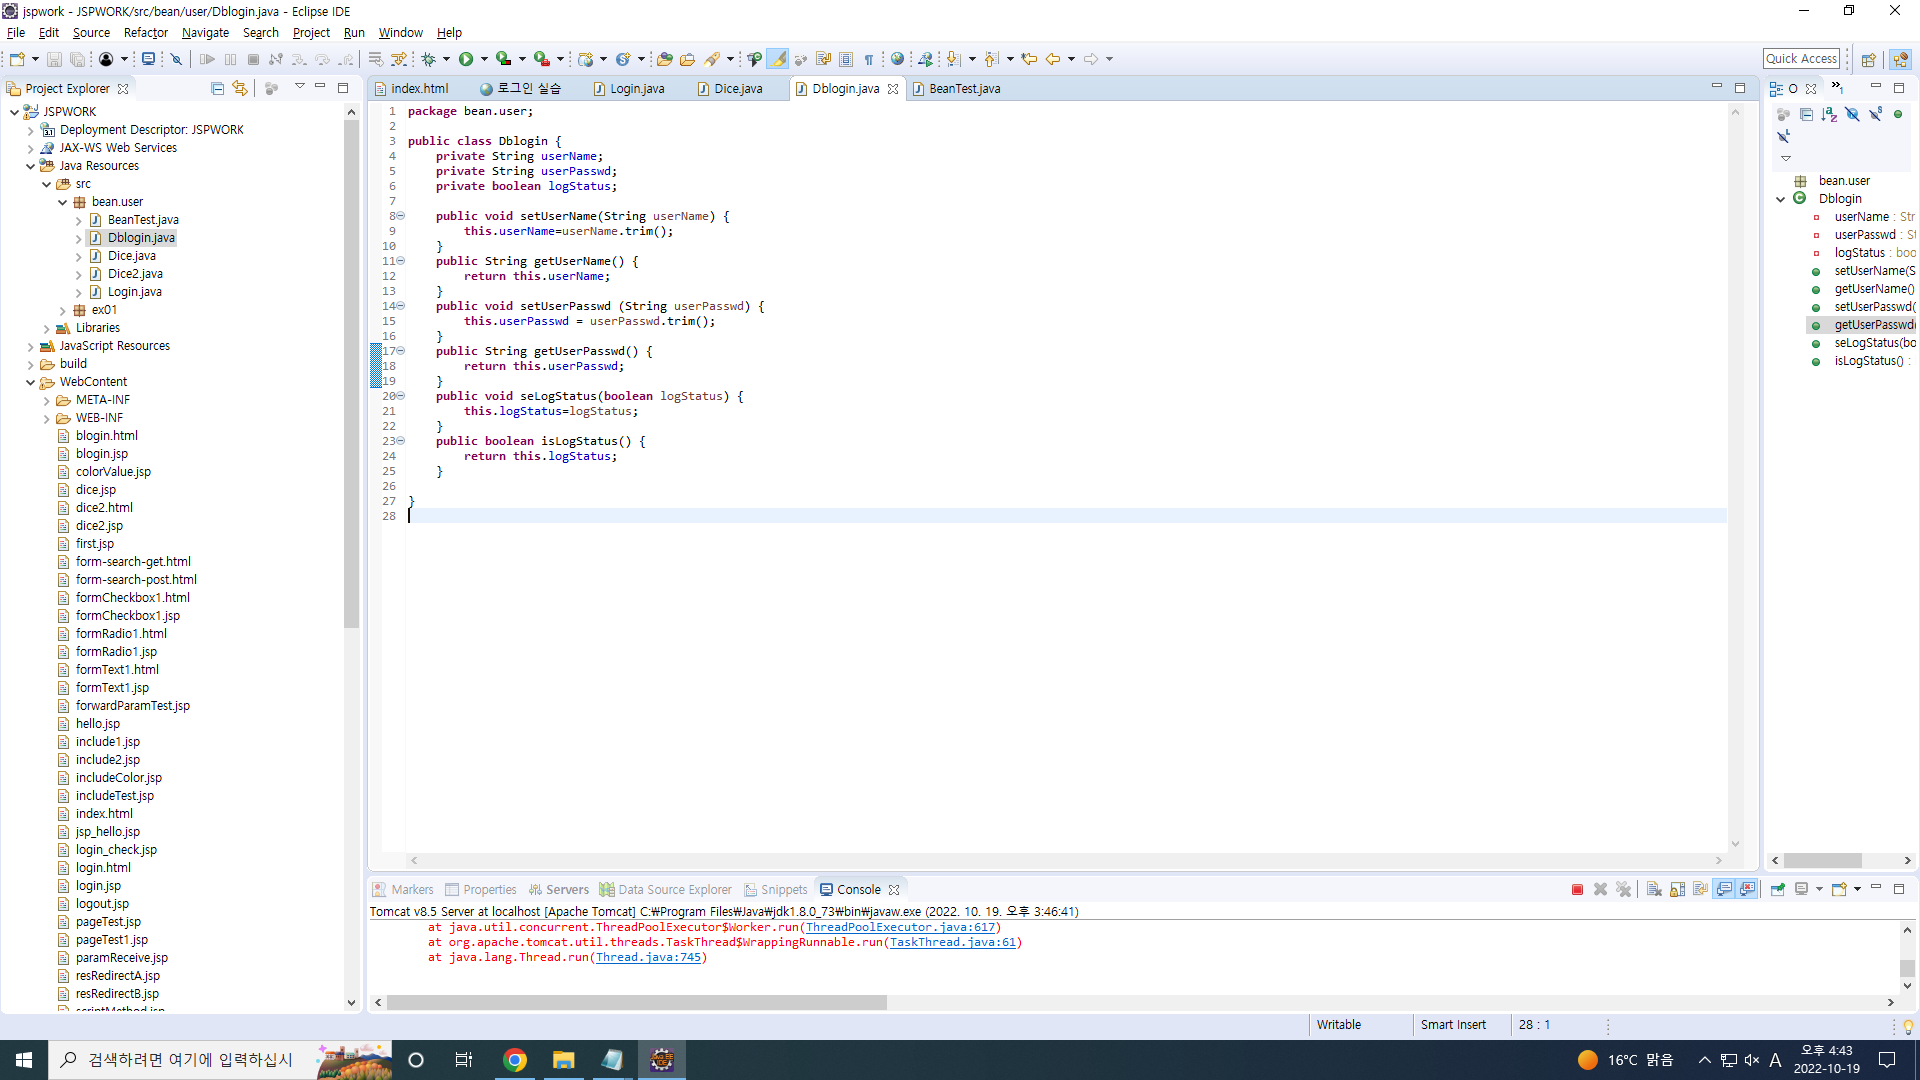 jspwork - JSPWORK/src/bean/user/Dblogin.java - Eclipse IDE
File Edit Source Refactor Navigate Search Project Run Window Help
Quick Access
Project Explorer
JSPWORK
Deployment Descriptor: JSPWORK
JAX-WS Web Services
Java Resources
src
bean.user
BeanTest.java
Dblogin.java
Dice.java
Dice2.java
Login.java
ex01
Libraries
JavaScript Resources
build
WebContent
META-INF
WEB-INF
blogin.html
blogin.jsp
colorValue.jsp
dice.jsp
dice2.html
dice2.jsp
first.jsp
form-search-get.html
form-search-post.html
formCheckbox1.html
formCheckbox1.jsp
formRadio1.html
formRadio1.jsp
formText1.html
formText1.jsp
forwardParamTest.jsp
hello.jsp
include1.jsp
include2.jsp
includeColor.jsp
includeTest.jsp
index.html
jsp_hello.jsp
login_check.jsp
login.html
login.jsp
logout.jsp
pageTest.jsp
pageTest1.jsp
paramReceive.jsp
resRedirectA.jsp
resRedirectB.jsp
scriptMethod.jsp
index.html 로그인 실습 Login.java Dice.java Dblogin.java BeanTest.java
1 package bean.user;
2
3 public class Dblogin {
4 private String userName;
5 private String userPasswd;
6 private boolean logStatus;
7
8 public void setUserName(String userName) {
9 this.userName=userName.trim();
10 }
11 public String getUserName() {
12 return this.userName;
13 }
14 public void setUserPasswd (String userPasswd) {
15 this.userPasswd = userPasswd.trim();
16 }
17 public String getUserPasswd() {
18 return this.userPasswd;
19 }
20 public void seLogStatus(boolean logStatus) {
21 this.logStatus=logStatus;
22 }
23 public boolean isLogStatus() {
24 return this.logStatus;
25 }
26
27 }
28
O
bean.user
Dblogin
userName : Str
userPasswd : St
logStatus : boo
setUserName(S
getUserName()
setUserPasswd(
getUserPasswd(
seLogStatus(bo
isLogStatus() :
Markers Properties Servers Data Source Explorer Snippets Console
Tomcat v8.5 Server at localhost [Apache Tomcat] C:₩Program Files₩Java₩jdk1.8.0_73₩bin₩javaw.exe (2022. 10. 19. 오후 3:46:41)
at java.util.concurrent.ThreadPoolExecutor$Worker.run(ThreadPoolExecutor.java:617)
at org.apache.tomcat.util.threads.TaskThread$WrappingRunnable.run(TaskThread.java:61)
at java.lang.Thread.run(Thread.java:745)
Writable Smart Insert 28 : 1
검색하려면 여기에 입력하십시
16°C 맑음 A 오후 4:43
2022-10-19